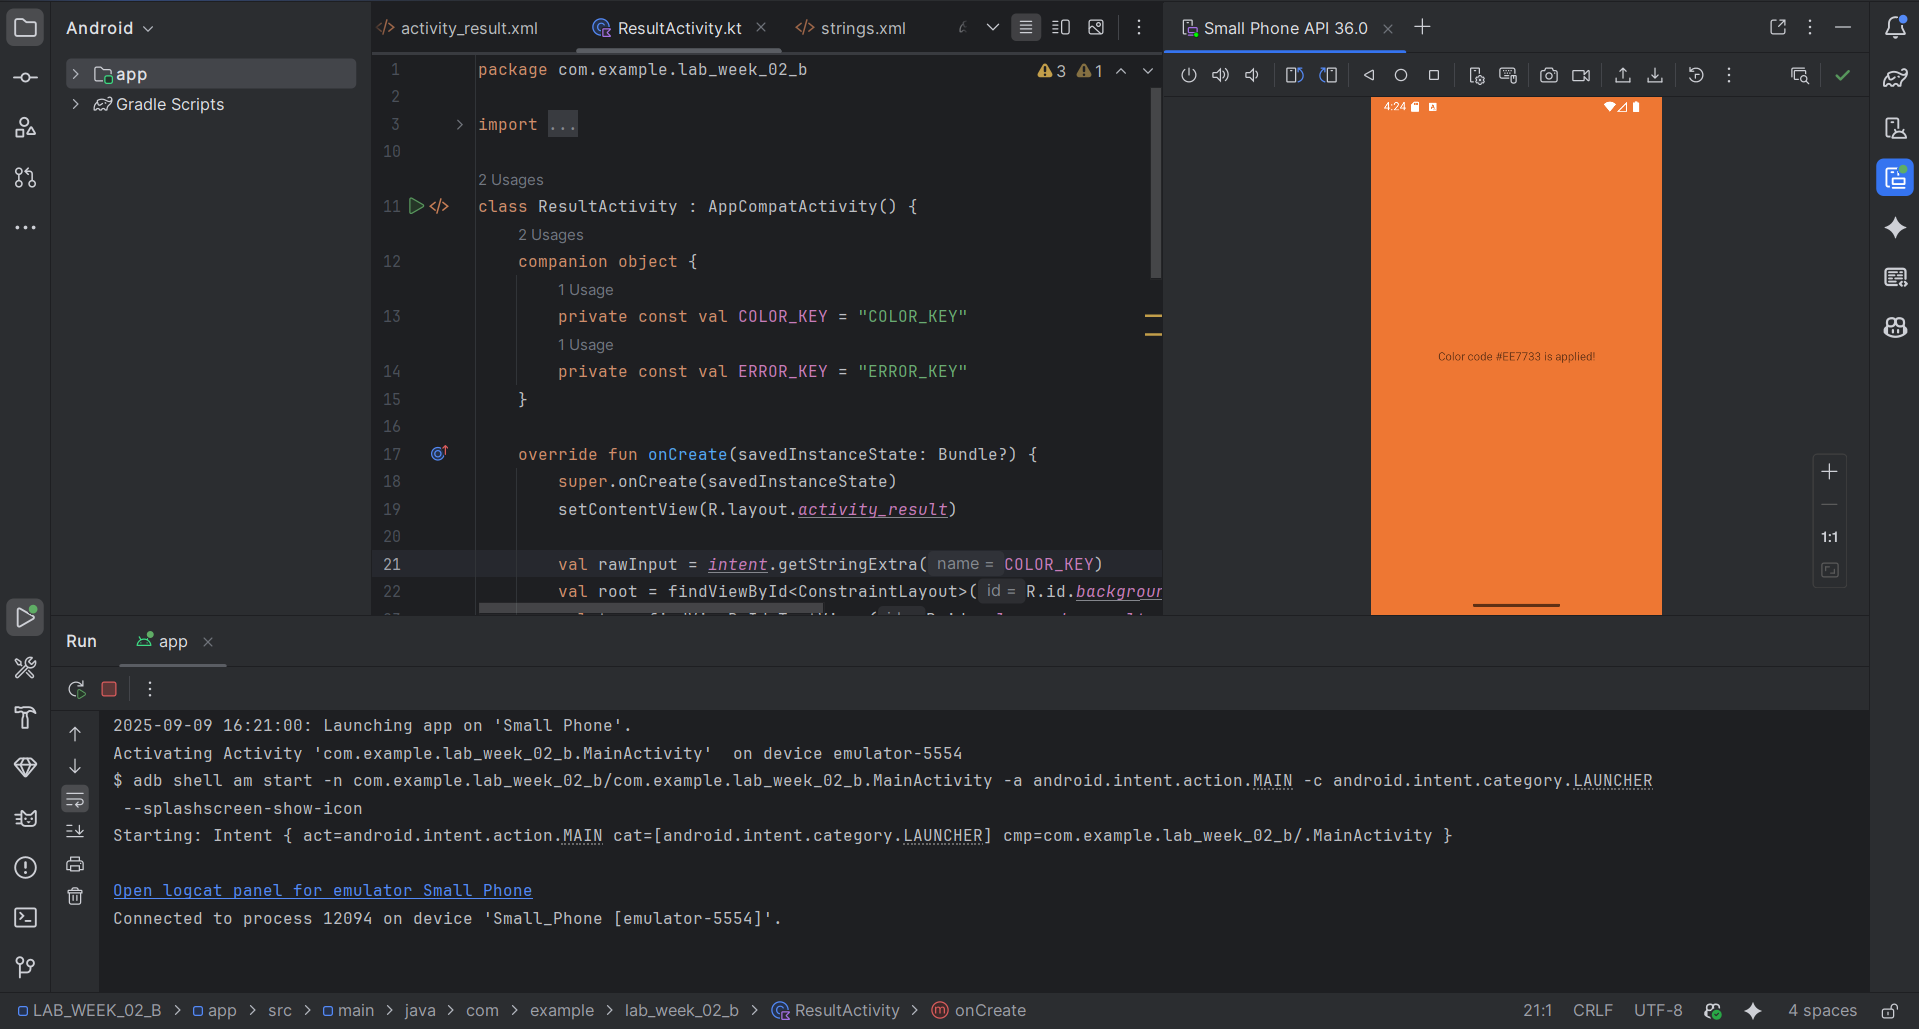 Android
app
Gradle Scripts
activity_result.xml
ResultActivity.kt
strings.xml
1 package com.example.lab_week_02_b
3 1
2
3 import ...
10
2 Usages
11 class ResultActivity : AppCompatActivity() {
2 Usages
12 companion object {
1 Usage
13 private const val COLOR_KEY = "COLOR_KEY"
1 Usage
14 private const val ERROR_KEY = "ERROR_KEY"
15 }
16
17 override fun onCreate(savedInstanceState: Bundle?) {
18 super.onCreate(savedInstanceState)
19 setContentView(R.layout.activity_result)
20
21 val rawInput = intent.getStringExtra( name = COLOR_KEY)
22 val root = findViewById<ConstraintLayout>( id = R.id.backgroun
Small Phone API 36.0
4:24
Color code #EE7733 is applied!
1:1
Run
app
2025-09-09 16:21:00: Launching app on 'Small Phone'.
Activating Activity 'com.example.lab_week_02_b.MainActivity' on device emulator-5554
$ adb shell am start -n com.example.lab_week_02_b/com.example.lab_week_02_b.MainActivity -a android.intent.action.MAIN -c android.intent.category.LAUNCHER
--splashscreen-show-icon
Starting: Intent { act=android.intent.action.MAIN cat=[android.intent.category.LAUNCHER] cmp=com.example.lab_week_02_b/.MainActivity }
Open logcat panel for emulator Small Phone
Connected to process 12094 on device 'Small_Phone [emulator-5554]'.
LAB_WEEK_02_B > app > src > main > java > com > example > lab_week_02_b > ResultActivity > onCreate
21:1 CRLF UTF-8 4 spaces